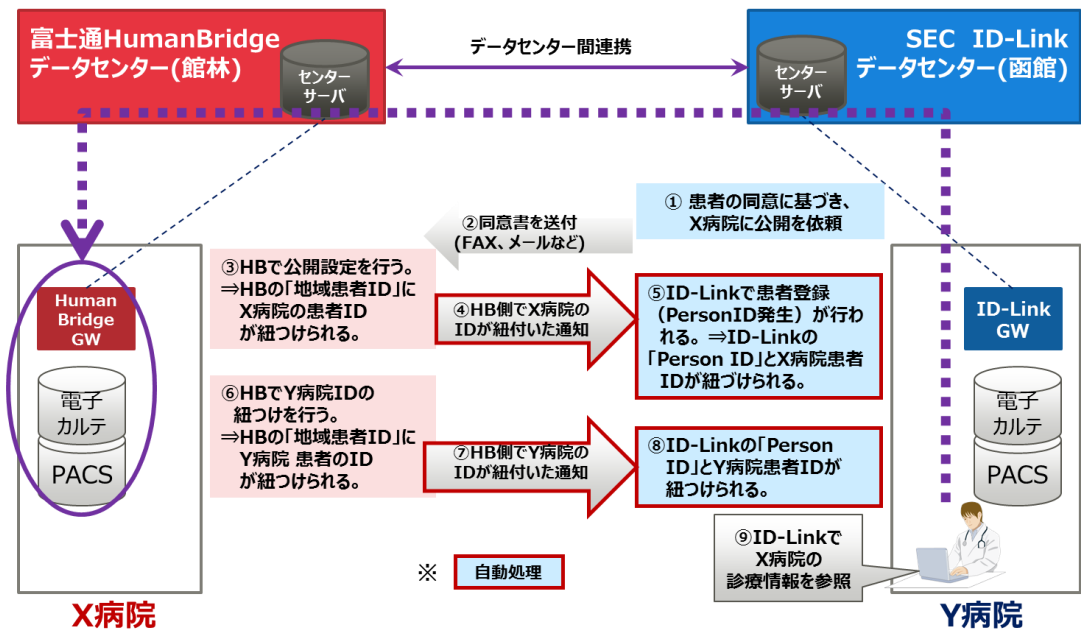 富士通HumanBridge
データセンター(館林)
センター
サーバ
データセンター間連携
SEC ID-Link
データセンター(函館)
センター
サーバ
① 患者の同意に基づき、
X病院に公開を依頼
②同意書を送付
(FAX、メールなど)
③HBで公開設定を行う。
⇒HBの「地域患者ID」に
X病院の患者ID
が紐つけられる。
④HB側でX病院の
IDが紐付いた通知
⑤ID-Linkで患者登録
(PersonID発生）が行わ
れる。⇒ID-Linkの
「Person ID」とX病院患者
IDが紐づけられる。
⑥HBでY病院IDの
紐つけを行う。
⇒HBの「地域患者ID」に
Y病院 患者のID
が紐つけられる。
⑦HB側でY病院の
IDが紐付いた通知
⑧ID-Linkの「Person
ID」とY病院患者IDが
紐つけられる。
⑨ID-Linkで
X病院の
診療情報を参照
Human
Bridge
GW
電子
カルテ
PACS
X病院
ID-Link
GW
電子
カルテ
PACS
Y病院
※ 自動処理